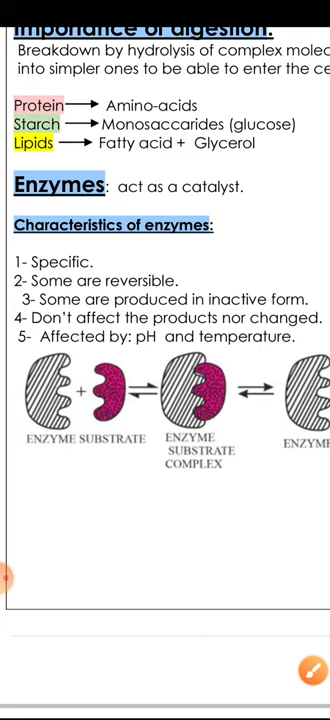 Importance of digestion:
Breakdown by hydrolysis of complex molec
into simpler ones to be able to enter the ce
Protein → Amino-acids
Starch → Monosaccarides (glucose)
Lipids → Fatty acid + Glycerol
Enzymes: act as a catalyst.
Characteristics of enzymes:
1- Specific.
2- Some are reversible.
3- Some are produced in inactive form.
4- Don't affect the products nor changed.
5- Affected by: pH and temperature.
+
ENZYME SUBSTRATE
ENZYME
SUBSTRATE
COMPLEX
ENZYME